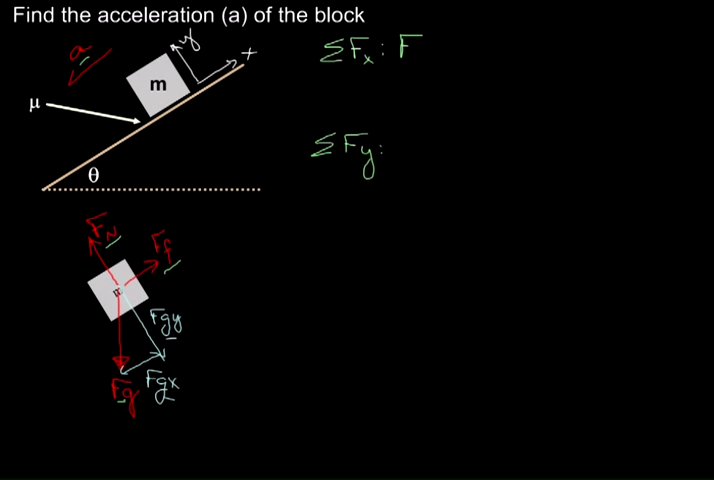 Find the acceleration (a) of the block
a
y
x
ΣFx: F
m
μ
ΣFy:
θ
FN
Ff
Fgy
Fg
Fgx